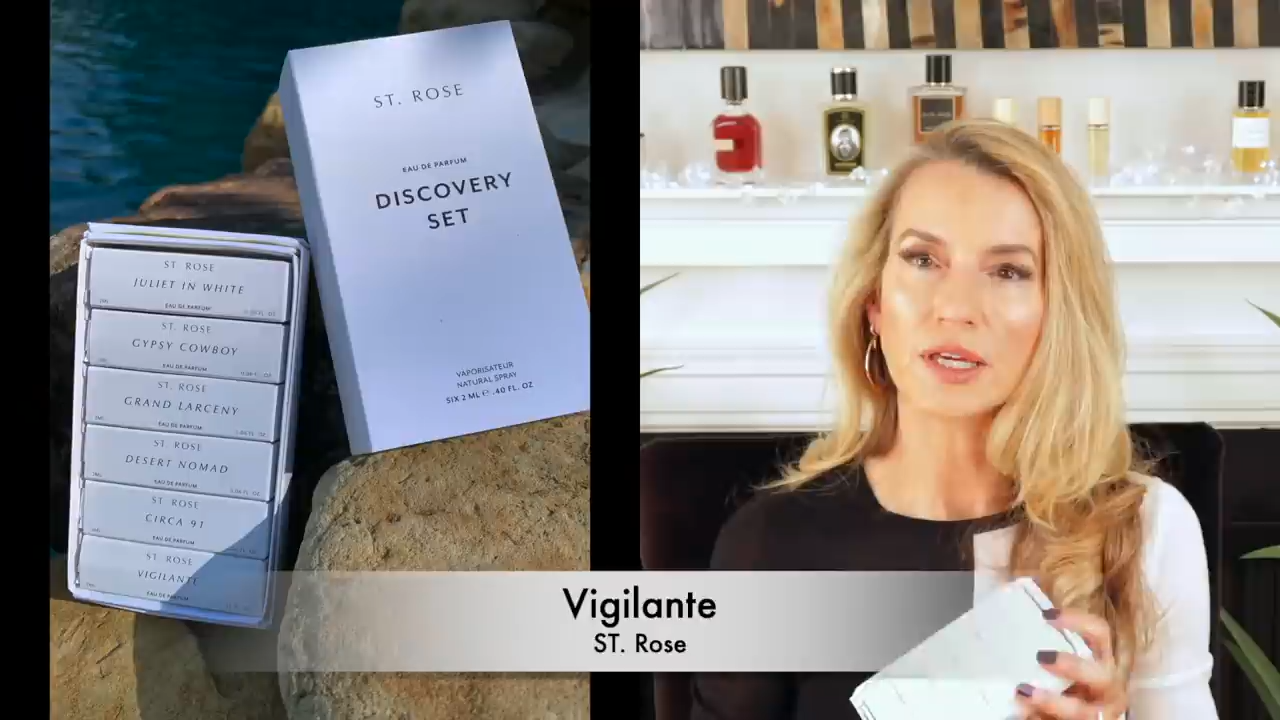 ST. ROSE
EAU DE PARFUM
DISCOVERY
SET
VAPORISATEUR
NATURAL SPRAY
SIX 2 ML ℮ .40 FL. OZ
ST. ROSE
JULIET IN WHITE
EAU DE PARFUM
ST. ROSE
GYPSY COWBOY
EAU DE PARFUM
ST. ROSE
GRAND LARCENY
EAU DE PARFUM
ST. ROSE
DESERT NOMAD
EAU DE PARFUM
ST. ROSE
CIRCA 91
EAU DE PARFUM
ST. ROSE
VIGILANTE
EAU DE PARFUM
Vigilante
ST. Rose